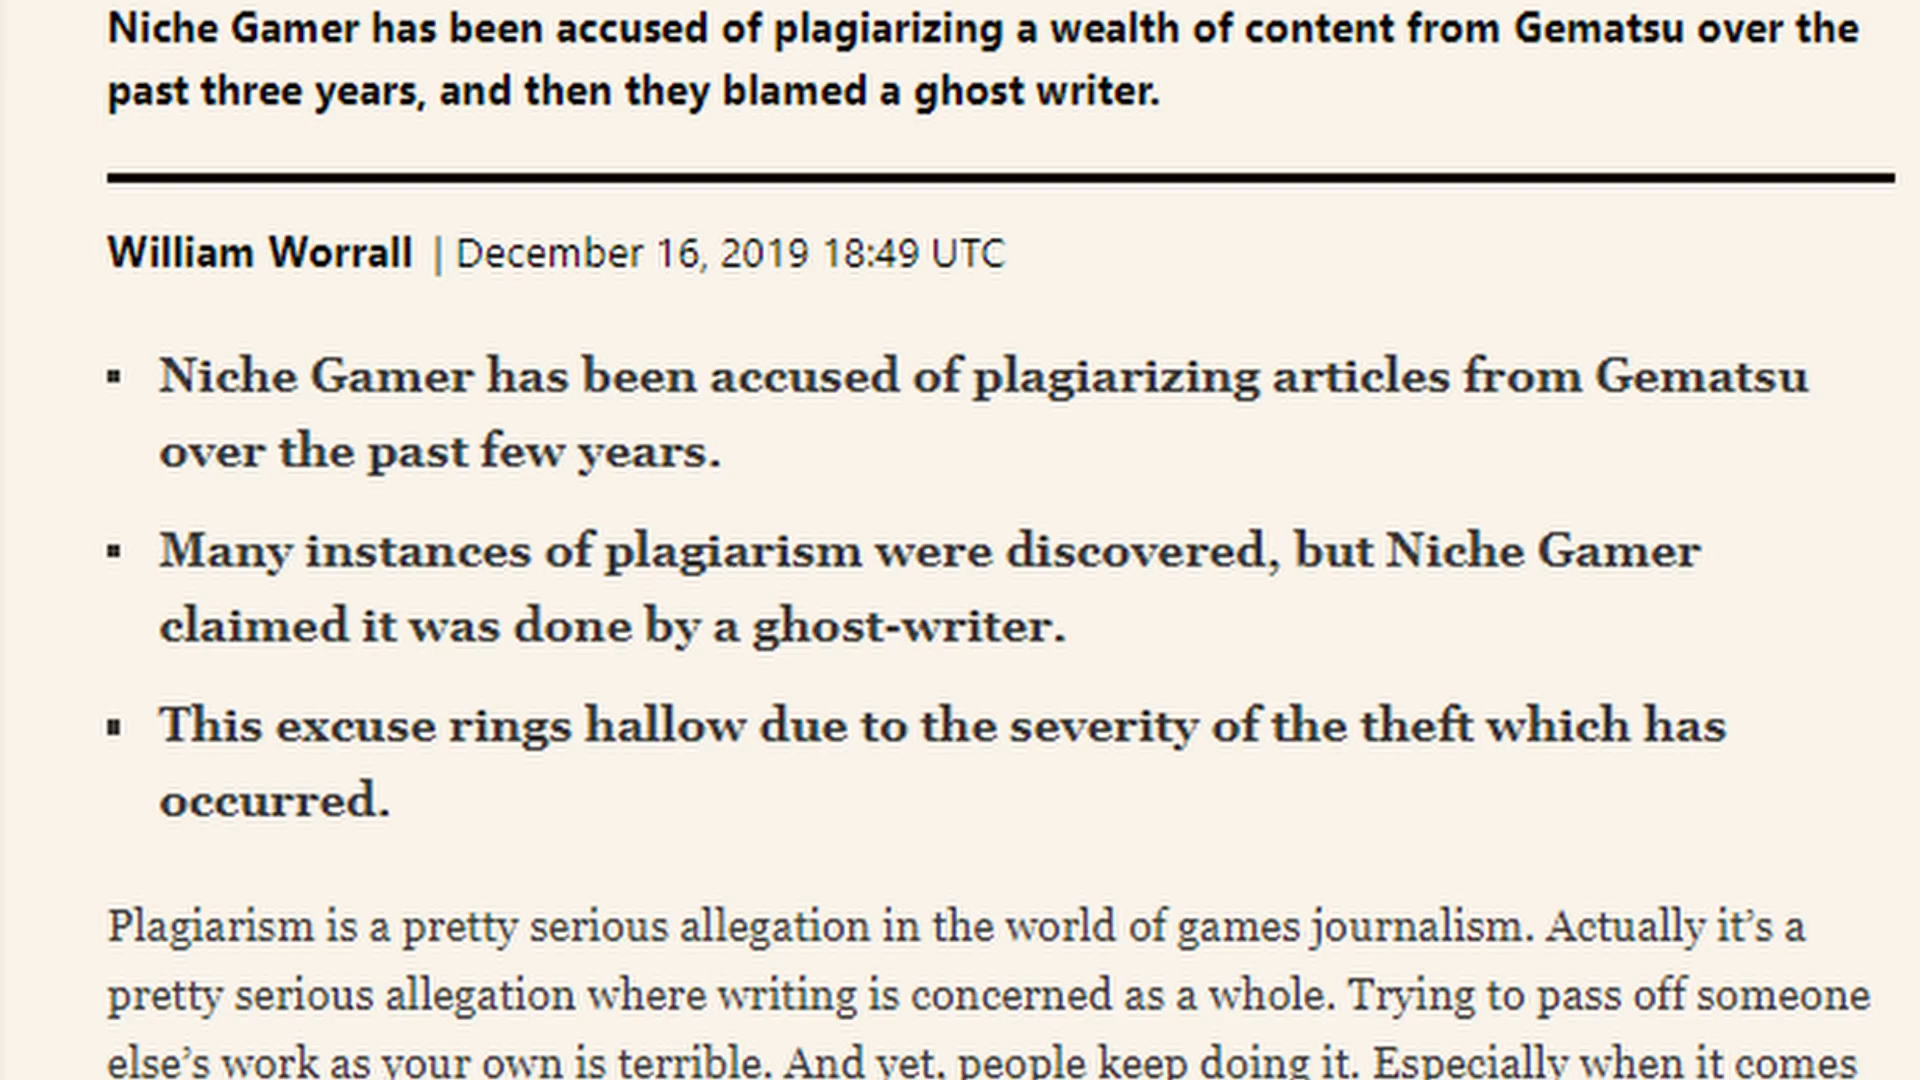 Niche Gamer has been accused of plagiarizing a wealth of content from Gematsu over the
past three years, and then they blamed a ghost writer.
William Worrall | December 16, 2019 18:49 UTC
▪ Niche Gamer has been accused of plagiarizing articles from Gematsu
over the past few years.
▪ Many instances of plagiarism were discovered, but Niche Gamer
claimed it was done by a ghost-writer.
▪ This excuse rings hallow due to the severity of the theft which has
occurred.
Plagiarism is a pretty serious allegation in the world of games journalism. Actually it’s a
pretty serious allegation where writing is concerned as a whole. Trying to pass off someone
else’s work as your own is terrible. And yet, people keep doing it. Especially when it comes